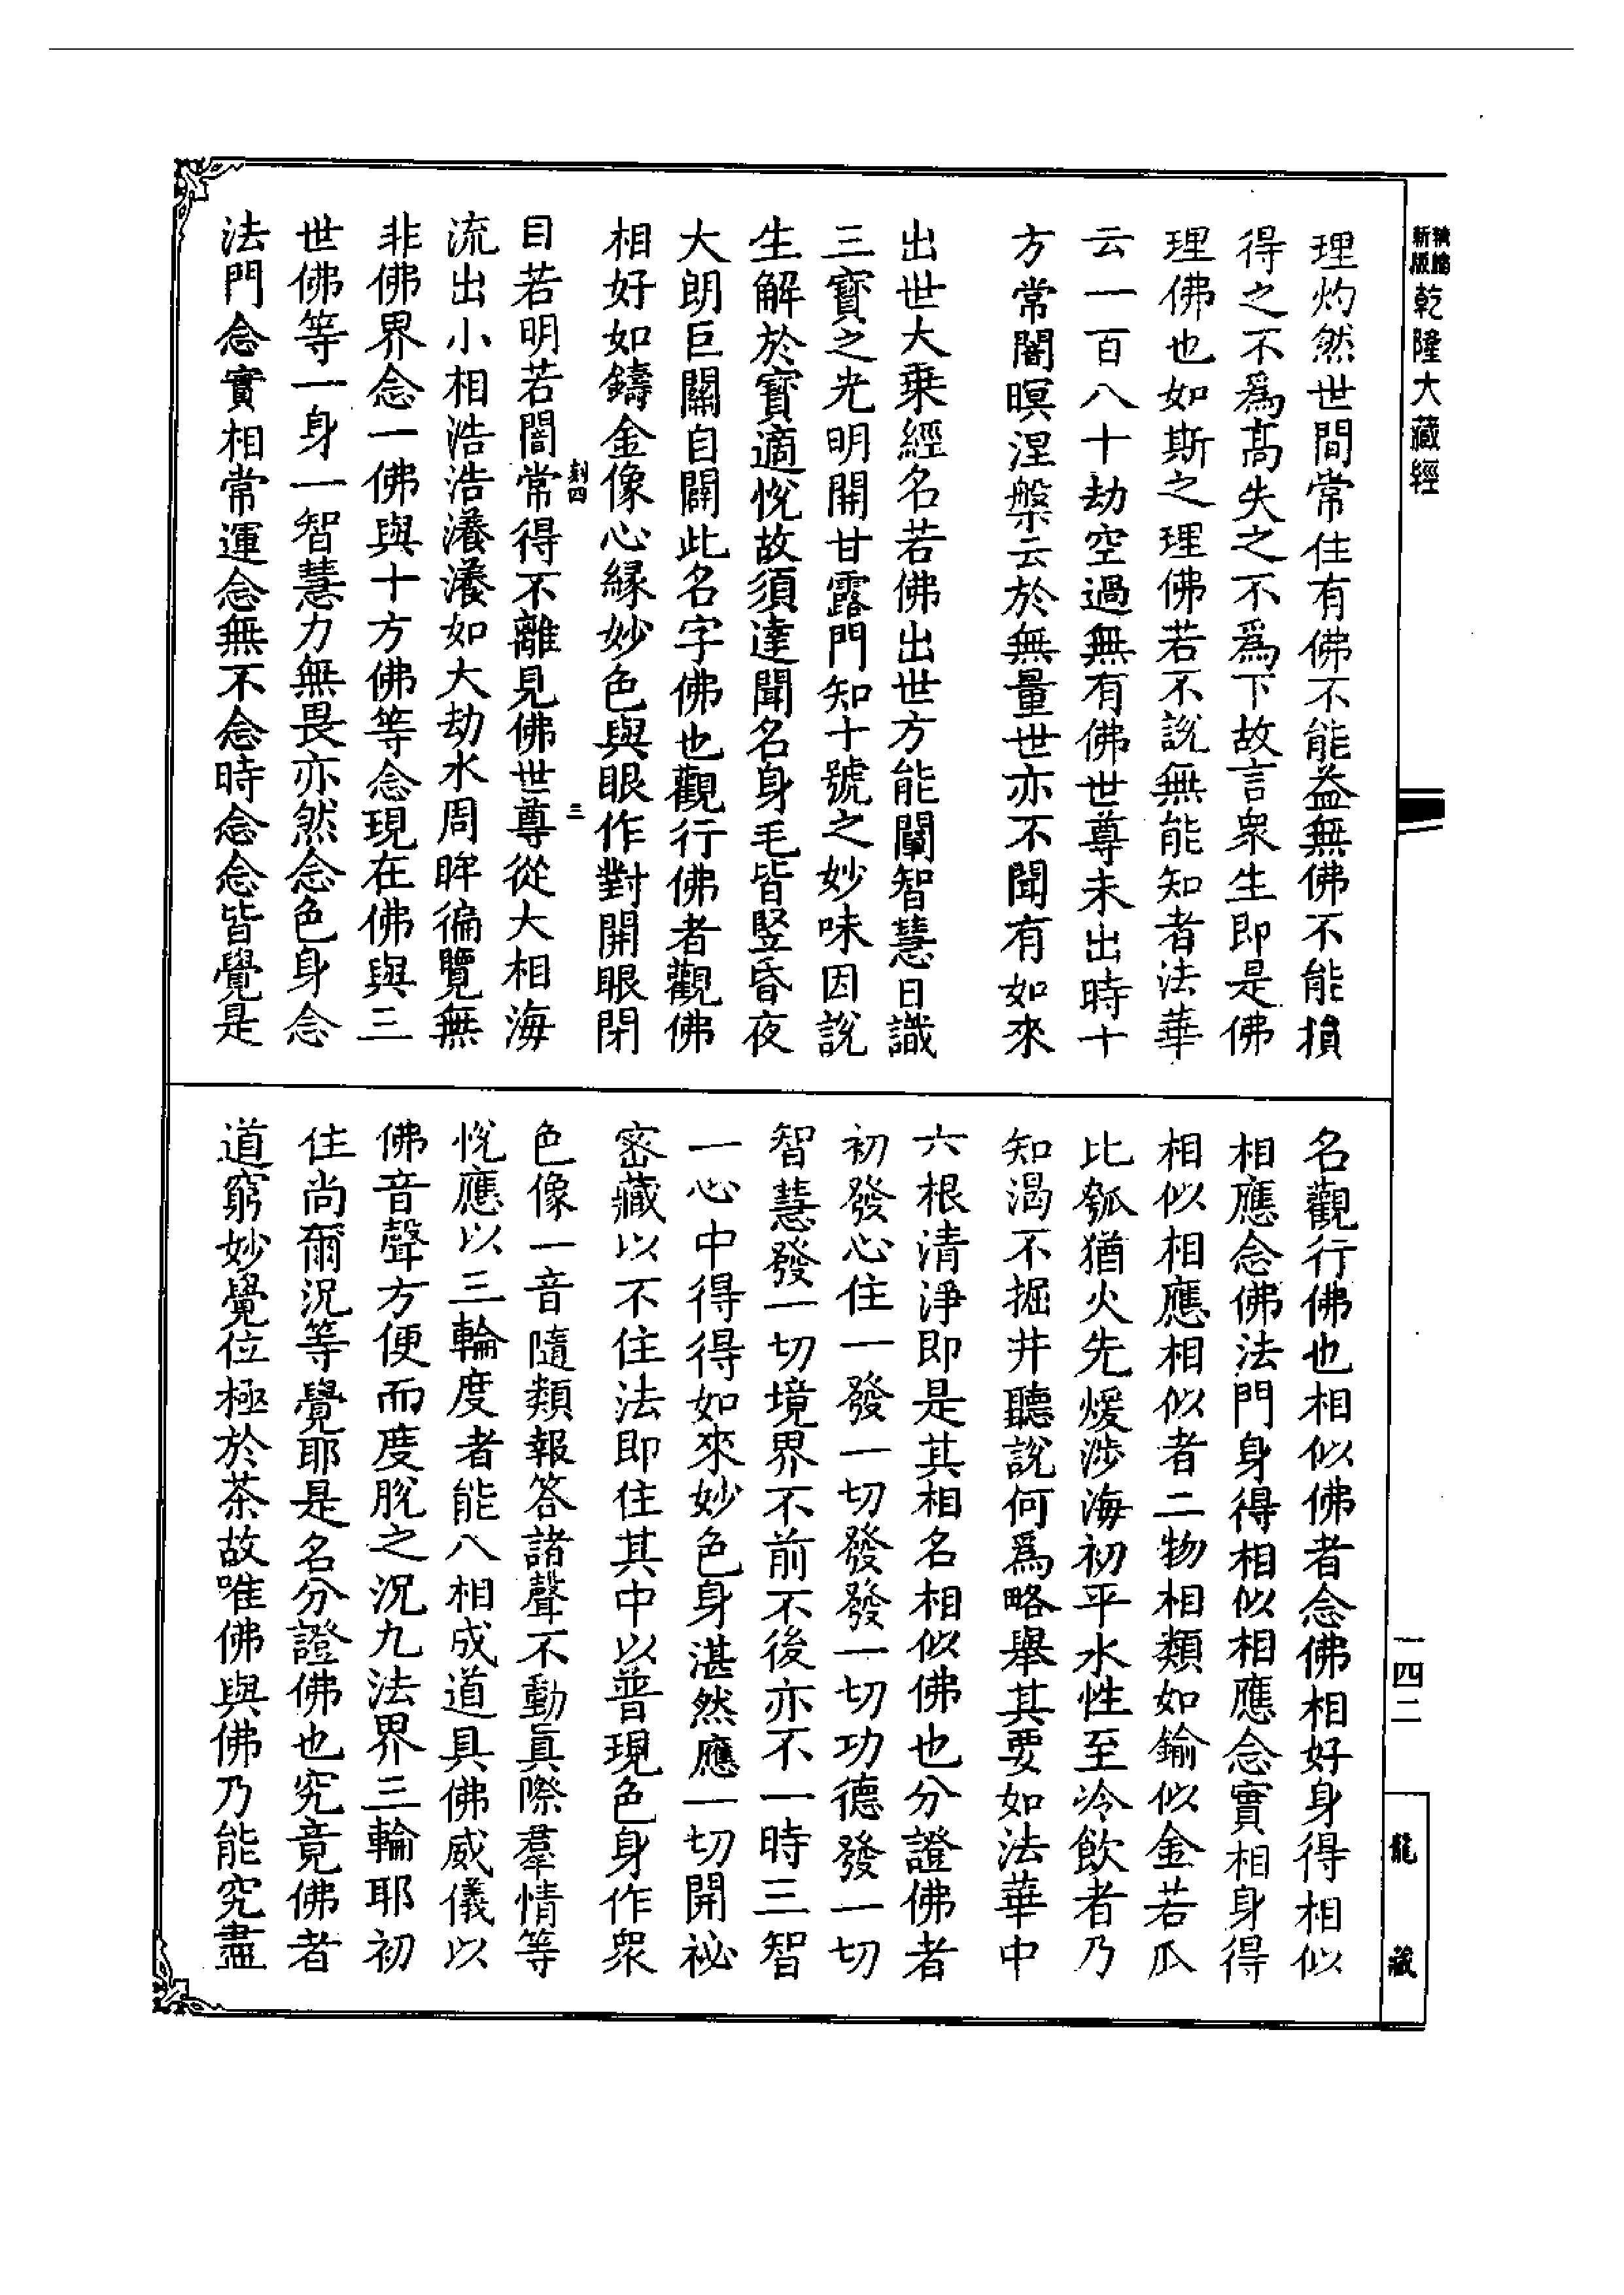 新版
乾隆大藏經
理灼然世間常住有佛不能益無佛不能損
得之不爲高失之不爲下故言衆生即是佛
理佛也如斯之理佛若不說無能知者法華
云一百八十劫空過無有佛世尊未出時十
方常闇暝涅槃云於無量世亦不聞有如來
出世大乗經名若佛出世方能闡智慧日識
三寳之光明開甘露門知十號之妙味因說
生解於寳適悅故須達聞名身毛皆竪昏夜
大朗巨關自闢此名字佛也觀行佛者觀佛
相好如鑄金像心緣妙色與眼作對開眼閉
刻四
三
目若明若闇常得不離見佛世尊從大相海
流出小相浩浩瀁瀁如大劫水周眸徧覽無
非佛界念一佛與十方佛等念現在佛與三
世佛等一身一智慧力無畏亦然念色身念
法門念實相常運念無不念時念念皆覺是
名觀行佛也相似佛者念佛相好身得相似
相應念佛法門身得相似相應念實相身得
相似相應相似者二物相類如鍮似金若瓜
比瓠猶火先煖涉海初平水性至冷飲者乃
知渴不掘井聽說何爲略舉其要如法華中
六根清淨即是其相名相似佛也分證佛者
初發心住一發一切發發一切功德發一切
智慧發一切境界不前不後亦不一時三智
一心中得得如來妙色身湛然應一切開祕
密藏以不住法即住其中以普現色身作衆
色像一音隨類報答諸聲不動眞際羣情等
悅應以三輪度者能八相成道具佛威儀以
佛音聲方便而度脫之況九法界三輪耶初
住尚爾況等覺耶是名分證佛也究竟佛者
道窮妙覺位極於茶故唯佛與佛乃能究盡
一四二
龍藏